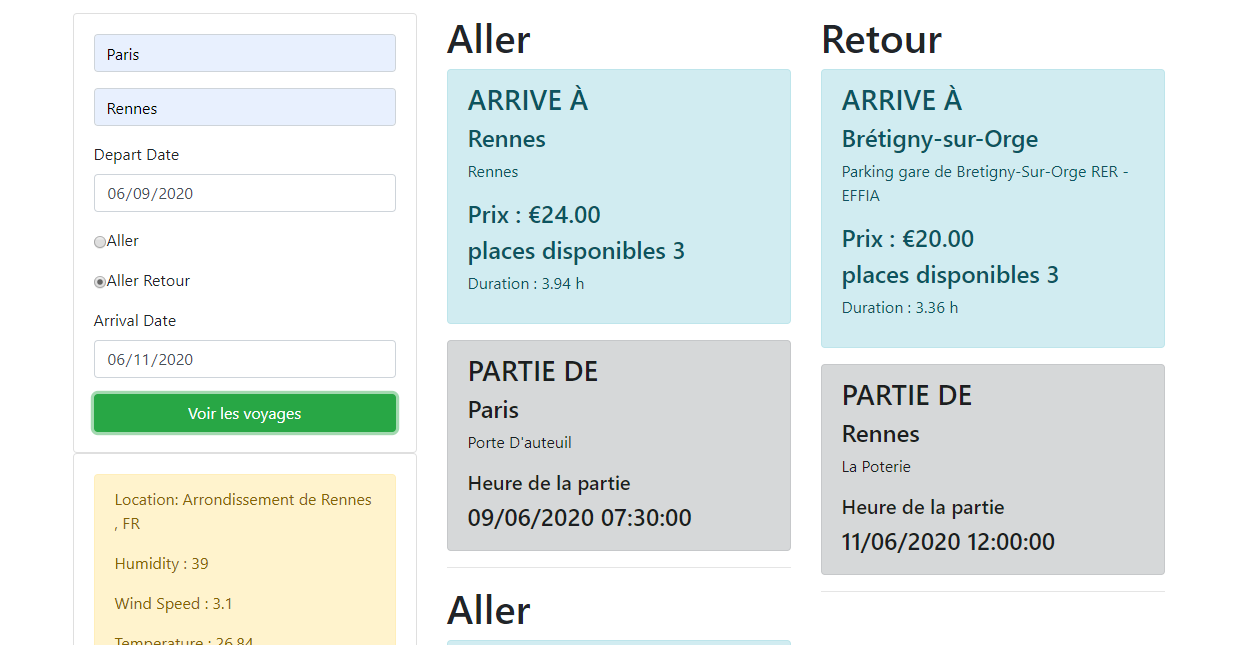 Paris
Rennes
Depart Date
06/09/2020
Aller
Aller Retour
Arrival Date
06/11/2020
Voir les voyages
Location: Arrondissement de Rennes
, FR
Humidity : 39
Wind Speed : 3.1
Temperature : 26.84
Aller
ARRIVE À
Rennes
Rennes
Prix : €24.00
places disponibles 3
Duration : 3.94 h
PARTIE DE
Paris
Porte D'auteuil
Heure de la partie
09/06/2020 07:30:00
Aller
Retour
ARRIVE À
Brétigny-sur-Orge
Parking gare de Bretigny-Sur-Orge RER -
EFFIA
Prix : €20.00
places disponibles 3
Duration : 3.36 h
PARTIE DE
Rennes
La Poterie
Heure de la partie
11/06/2020 12:00:00